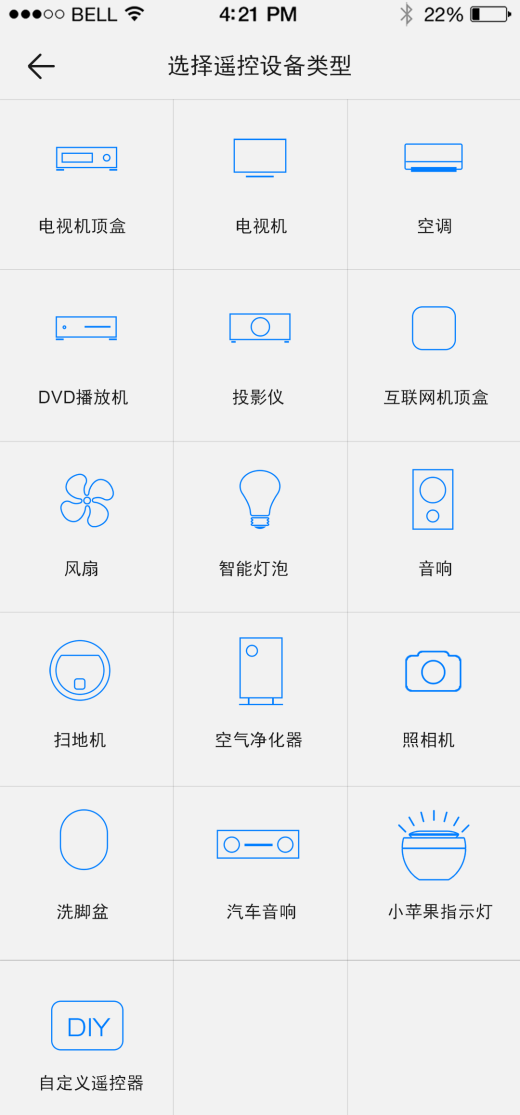 BELL 4:21 PM 22%
选择遥控设备类型
电视机顶盒 电视机 空调
DVD播放机 投影仪 互联网机顶盒
风扇 智能灯泡 音响
扫地机 空气净化器 照相机
洗脚盆 汽车音响 小苹果指示灯
DIY
自定义遥控器